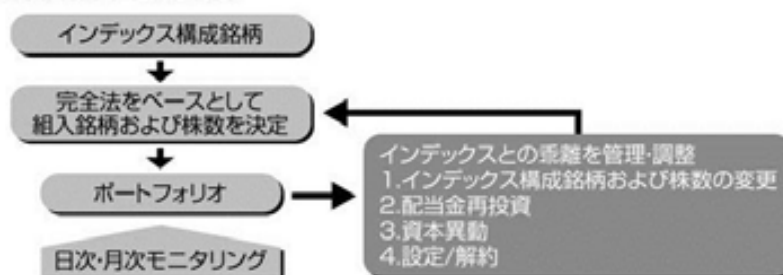 インデックス構成銘柄
完全法をベースとして
組入銘柄および株数を決定
ポートフォリオ
日次・月次モニタリング
インデックスとの乖離を管理・調整
1.インデックス構成銘柄および株数の変更
2.配当金再投資
3.資本異動
4.設定/解約